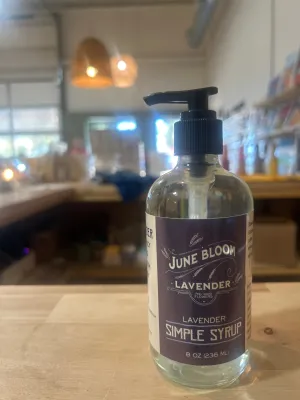 JUNE BLOOM
LAVENDER
LAVENDER
SIMPLE SYRUP
8 OZ (236 ML)